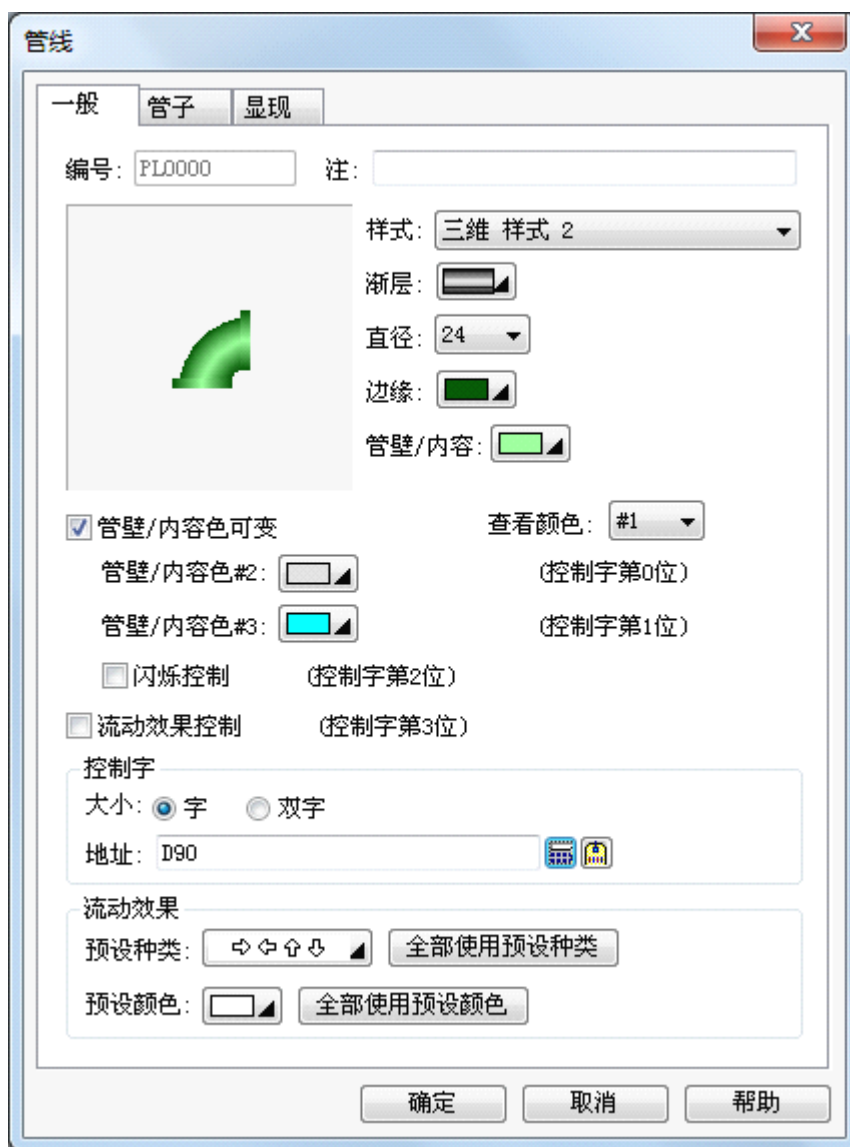 管线
一般 管子 显现
编号: PL0000 注:
样式: 三維 样式 2
渐层:
直径: 24
边缘:
管壁/内容:
管壁/内容色可变 查看颜色: #1
管壁/内容色#2: (控制字第0位)
管壁/内容色#3: (控制字第1位)
闪烁控制 (控制字第2位)
流动效果控制 (控制字第3位)
控制字
大小: 字 双字
地址: D90
流动效果
预设种类: 全部使用预设种类
预设颜色: 全部使用预设颜色
确定 取消 帮助